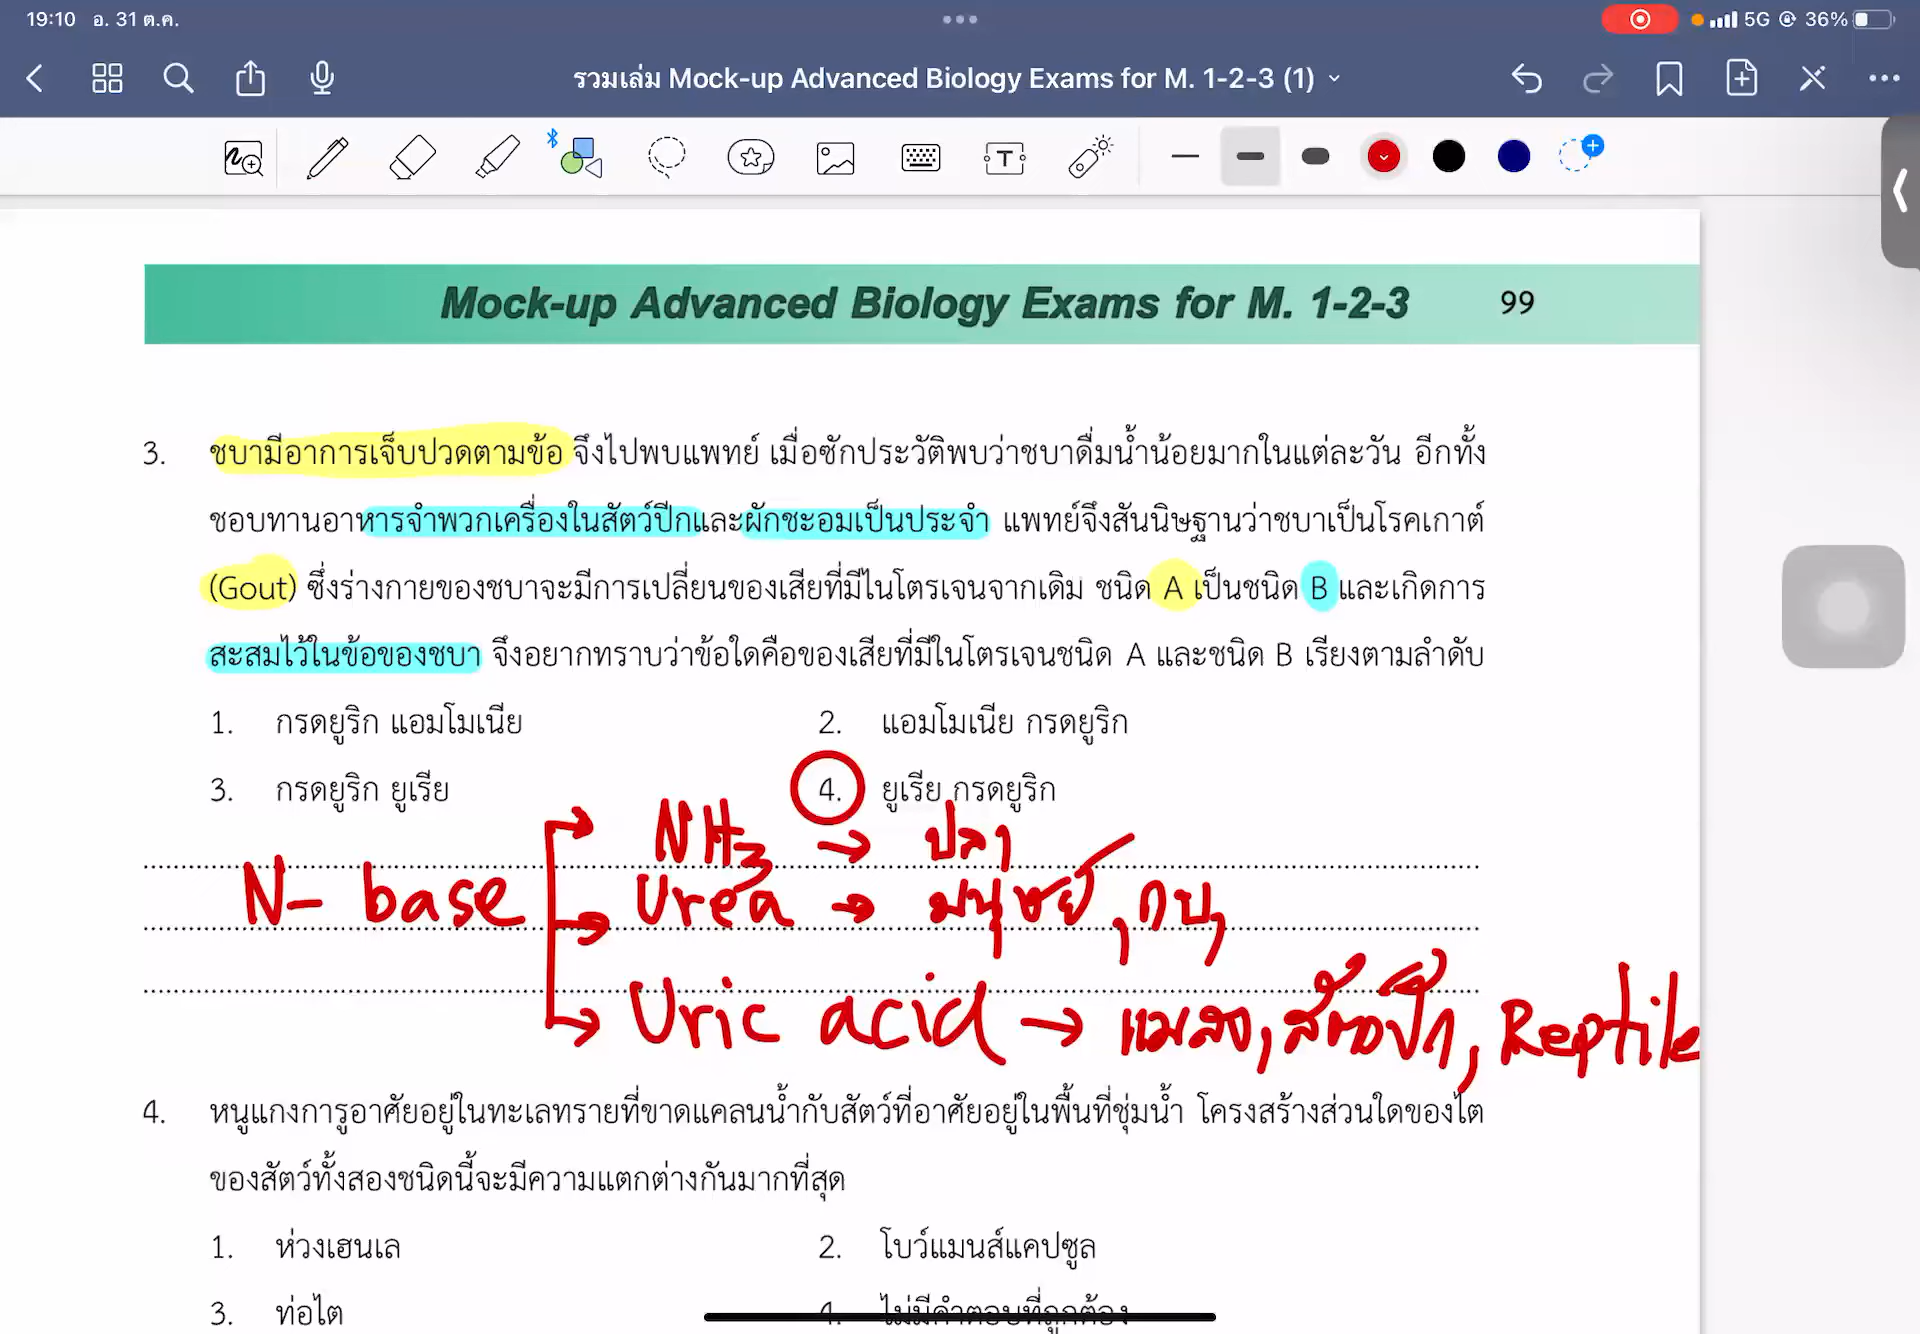 19:10 อ. 31 ต.ค.
5G 36%
รวมเล่ม Mock-up Advanced Biology Exams for M. 1-2-3 (1)
Mock-up Advanced Biology Exams for M. 1-2-3 99
3. ชบามีอาการเจ็บปวดตามข้อ จึงไปพบแพทย์ เมื่อซักประวัติพบว่าชบาดื่มน้ำน้อยมากในแต่ละวัน อีกทั้ง
ชอบทานอาหารจำพวกเครื่องในสัตว์ปีกและผักชะอมเป็นประจำ แพทย์จึงสันนิษฐานว่าชบาเป็นโรคเกาต์
(Gout) ซึ่งร่างกายของชบาจะมีการเปลี่ยนของเสียที่มีไนโตรเจนจากเดิม ชนิด A เป็นชนิด B และเกิดการ
สะสมไว้ในข้อของชบา จึงอยากทราบว่าข้อใดคือของเสียที่มีในโตรเจนชนิด A และชนิด B เรียงตามลำดับ
1. กรดยูริก แอมโมเนีย 2. แอมโมเนีย กรดยูริก
3. กรดยูริก ยูเรีย 4. ยูเรีย กรดยูริก
NH3 → ปลา
N- base Urea → มนุษย์, กบ,
Uric acid → แมลง, สัตว์ปีก, Reptile
4. หนูแกงการูอาศัยอยู่ในทะเลทรายที่ขาดแคลนน้ำกับสัตว์ที่อาศัยอยู่ในพื้นที่ชุ่มน้ำ โครงสร้างส่วนใดของไต
ของสัตว์ทั้งสองชนิดนี้จะมีความแตกต่างกันมากที่สุด
1. ห่วงเฮนเล 2. โบว์แมนส์แคปซูล
3. ท่อไต 4. ไม่มีคำตอบที่ถูกต้อง